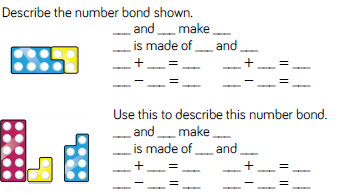 Describe the number bond shown.
___ and ___ make ___
___ is made of ___ and ___
___ + ___ = ___ ___ + ___ = ___
___ − ___ = ___ ___ − ___ = ___
Use this to describe this number bond.
___ and ___ make ___
___ is made of ___ and ___
___ + ___ = ___ ___ + ___ = ___
___ − ___ = ___ ___ − ___ = ___